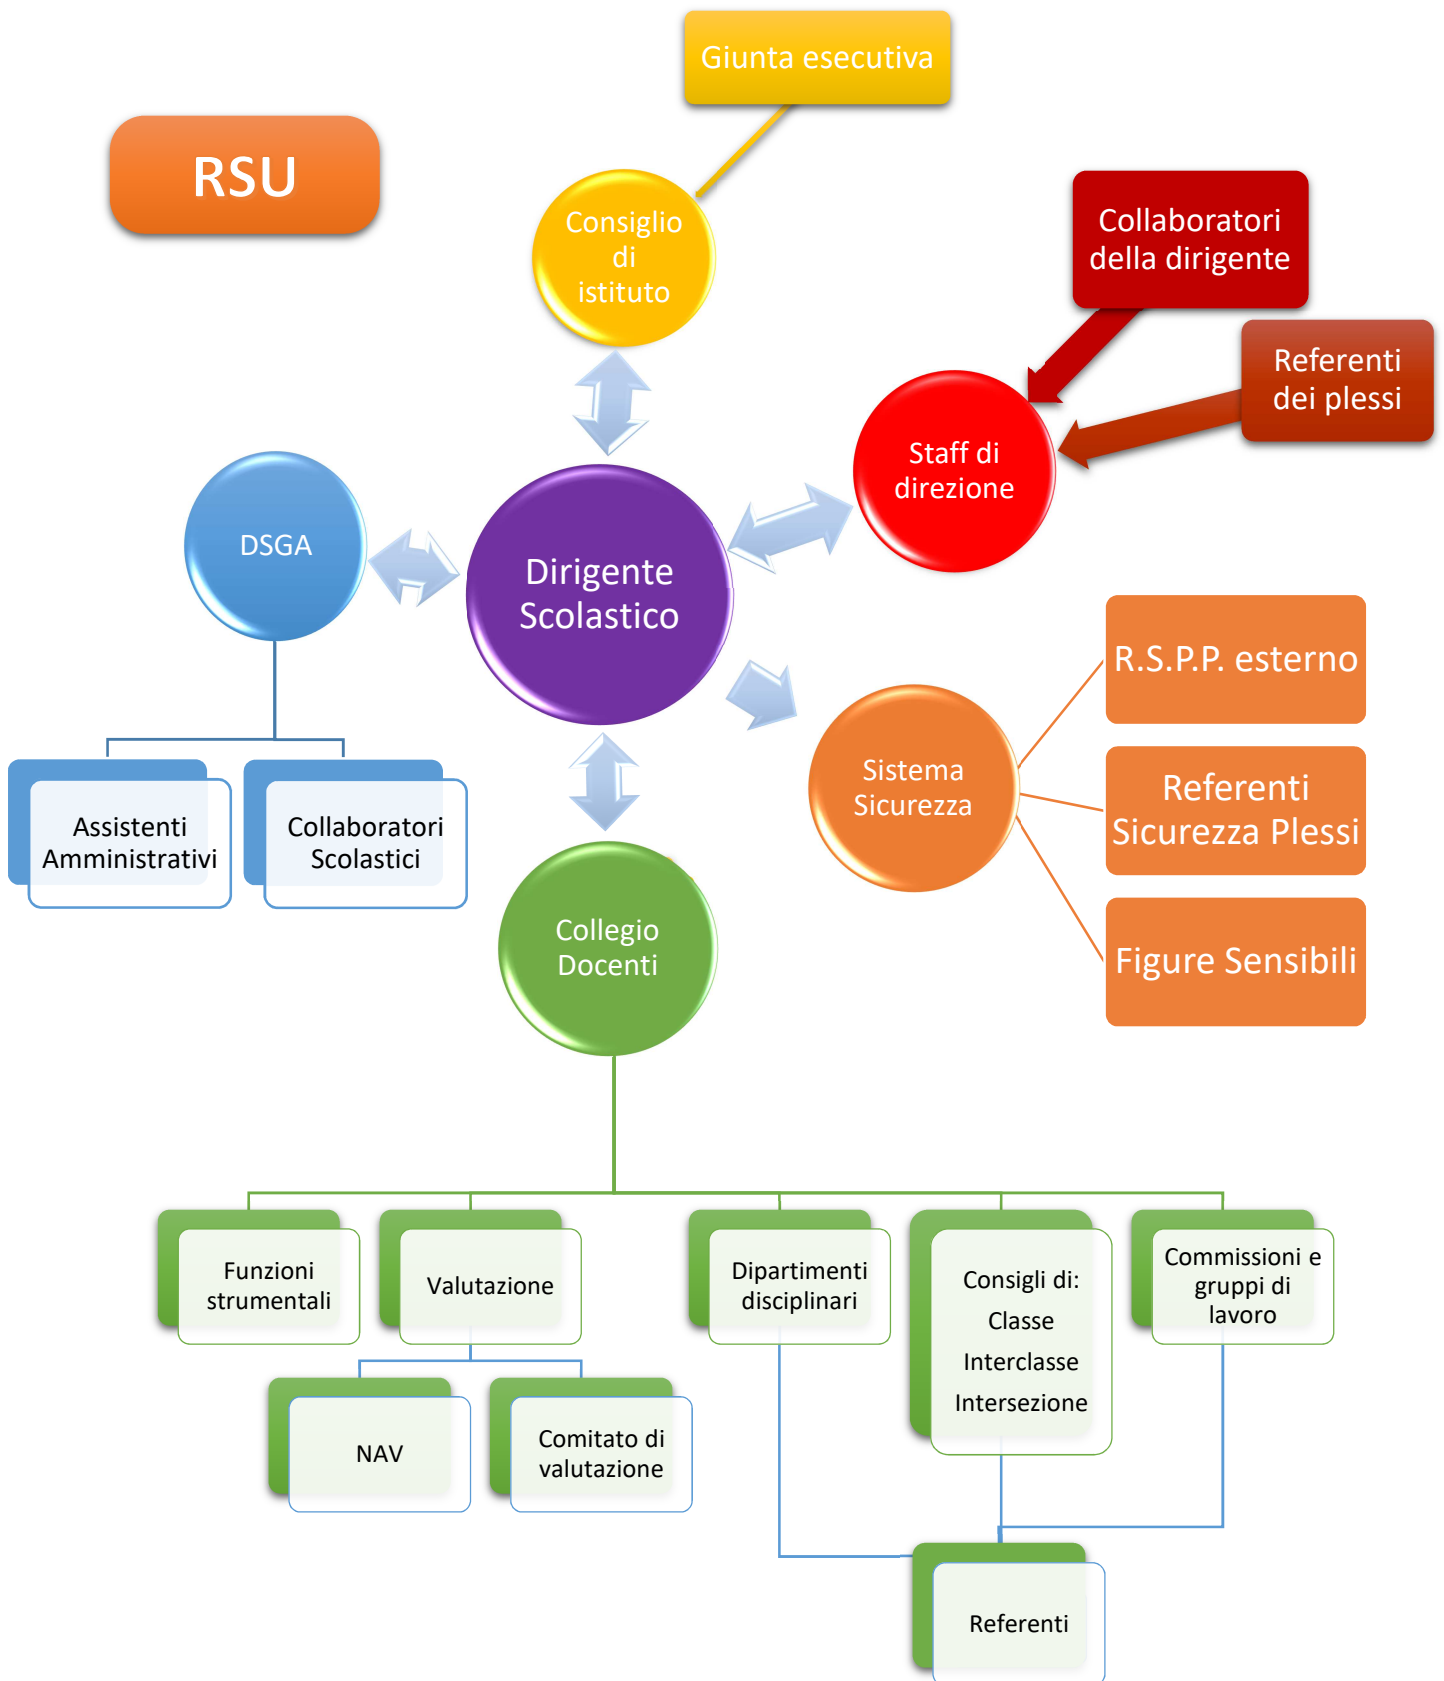 Giunta esecutiva
RSU
Consiglio
di
istituto
Collaboratori
della dirigente
Referenti
dei plessi
Staff di
direzione
DSGA
Dirigente
Scolastico
R.S.P.P. esterno
Sistema
Sicurezza
Referenti
Sicurezza Plessi
Figure Sensibili
Assistenti
Amministrativi
Collaboratori
Scolastici
Collegio
Docenti
Funzioni
strumentali
Valutazione
Dipartimenti
disciplinari
Consigli di:
Classe
Interclasse
Intersezione
Commissioni e
gruppi di
lavoro
NAV
Comitato di
valutazione
Referenti